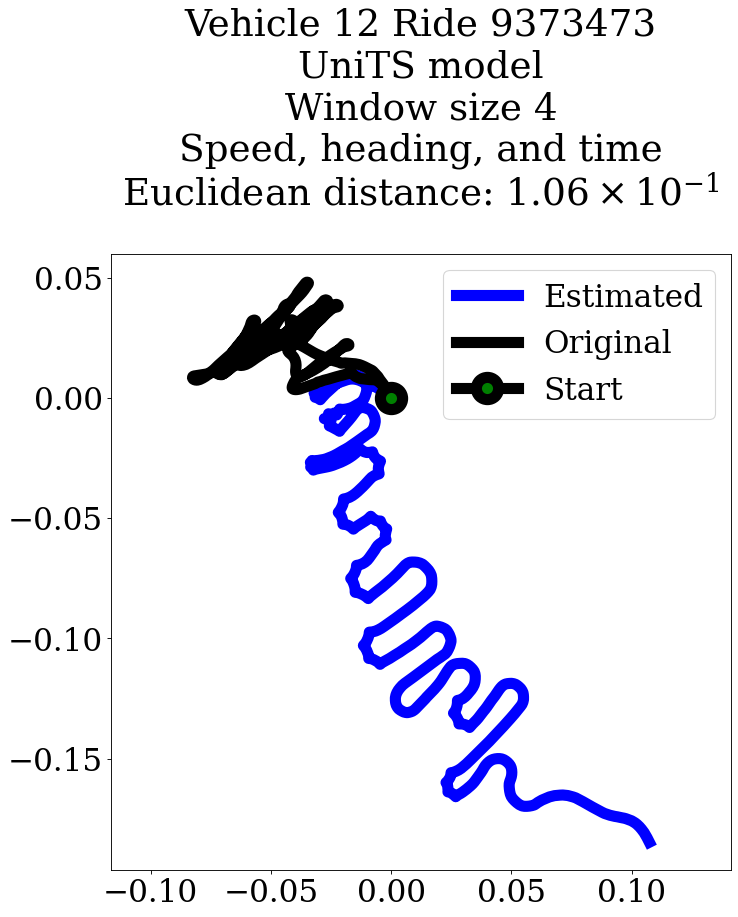 Vehicle 12 Ride 9373473
UniTS model
Window size 4
Speed, heading, and time
Euclidean distance: 1.06 × 10⁻¹
Estimated
Original
Start
0.05
0.00
−0.05
−0.10
−0.15
−0.10 −0.05 0.00 0.05 0.10